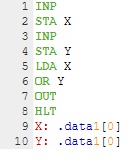 1 INP
2 STA X
3 INP
4 STA Y
5 LDA X
6 OR Y
7 OUT
8 HLT
9 X: .data1[0]
10 Y: .data1[0]